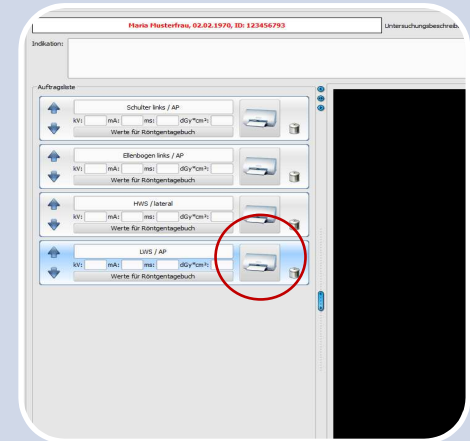 Maria Musterfrau, 02.02.1970, ID: 123456793
Untersuchungsbeschreib
Indikation:
Auftragsliste
Schulter links / AP
kV: mA: ms: dGy*cm²:
Werte für Röntgentagebuch
Ellenbogen links / AP
kV: mA: ms: dGy*cm²:
Werte für Röntgentagebuch
HWS / lateral
kV: mA: ms: dGy*cm²:
Werte für Röntgentagebuch
LWS / AP
kV: mA: ms: dGy*cm²:
Werte für Röntgentagebuch